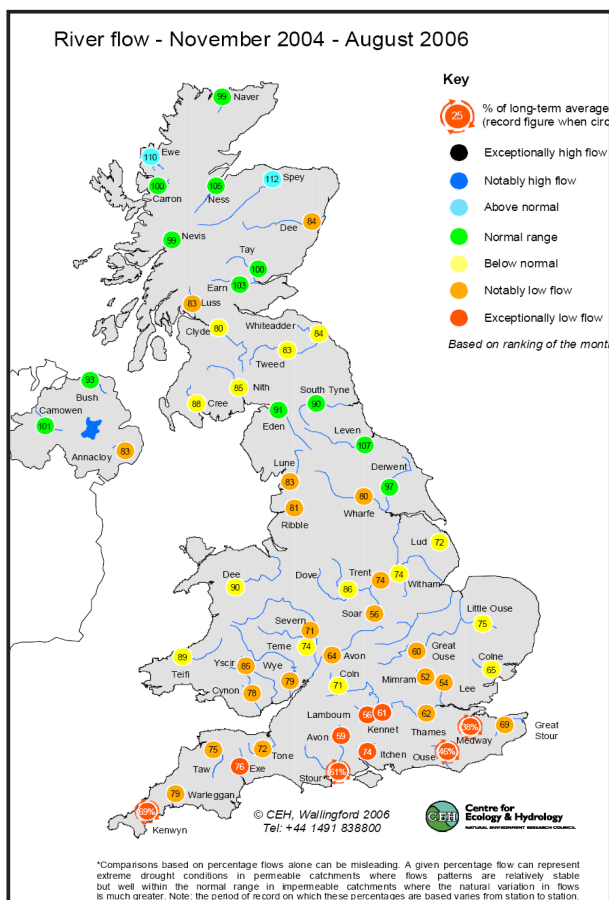 River flow - November 2004 - August 2006
Key
25
% of long-term average
(record figure when circ
Exceptionally high flow
Notably high flow
Above normal
Normal range
Below normal
Notably low flow
Exceptionally low flow
Based on ranking of the month
99 Naver
110 Ewe
100 Carron
105 Ness
112 Spey
84 Dee
99 Nevis
Tay 100
Earn 103
83 Luss
Clyde 80
Whiteadder 84
83 Tweed
85 Nith
88 Cree
South Tyne 90
91 Eden
93 Bush
Camowen 101
Annacloy 83
Leven 107
Derwent 97
Lune 83
80 Wharfe
81 Ribble
Lud 72
Dee 90
Dove 86
Trent 74
74 Witham
Soar 56
Little Ouse 75
Severn 71
Teme 74
64 Avon
60 Great Ouse
Colne 65
89 Teifi
Yscir 85
Wye 79
Cynon 78
Coln 71
Mimram 52
54 Lee
Lambourn 56
61 Kennet
62 Thames
38% Medway
69 Great Stour
Avon 59
74 Itchen
Ouse 46%
Stour 61%
75 Taw
72 Tone
76 Exe
79 Warleggan
69% Kenwyn
© CEH, Wallingford 2006
Tel: +44 1491 838800
CEH
Centre for
Ecology & Hydrology
NATURAL ENVIRONMENT RESEARCH COUNCIL
*Comparisons based on percentage flows alone can be misleading. A given percentage flow can represent
extreme drought conditions in permeable catchments where flows patterns are relatively stable
but well within the normal range in impermeable catchments where the natural variation in flows
is much greater. Note: the period of record on which these percentages are based varies from station to station.